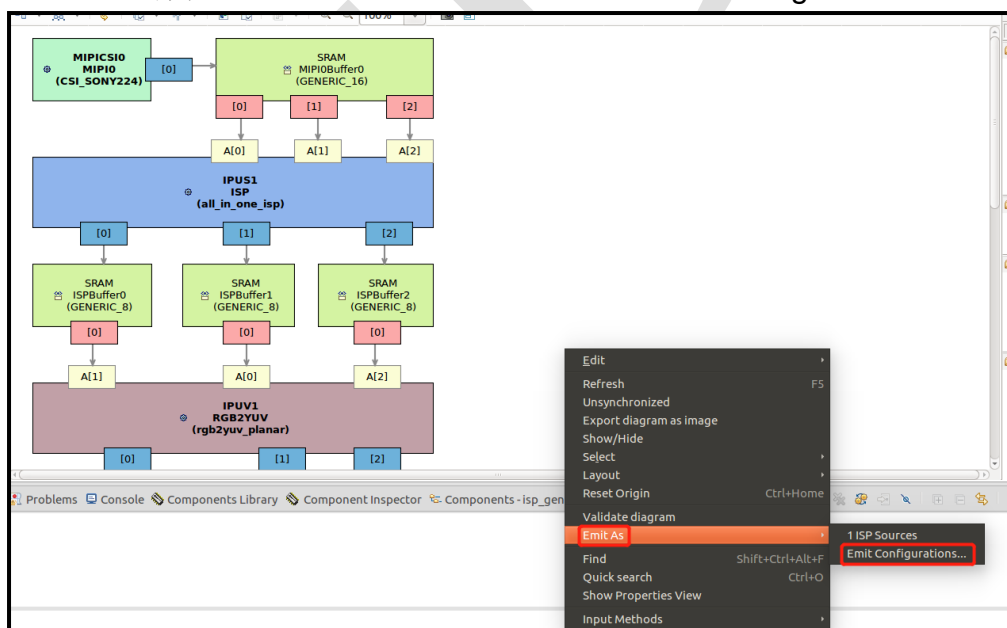 100%
MIPICSI0
MIPI0
(CSI_SONY224)
[0]
SRAM
MIPI0Buffer0
(GENERIC_16)
[0] [1] [2]
A[0] A[1] A[2]
IPUS1
ISP
(all_in_one_isp)
[0] [1] [2]
SRAM
ISPBuffer0
(GENERIC_8)
SRAM
ISPBuffer1
(GENERIC_8)
SRAM
ISPBuffer2
(GENERIC_8)
[0] [0] [0]
A[1] A[0] A[2]
IPUV1
RGB2YUV
(rgb2yuv_planar)
[0] [1] [2]
Problems Console Components Library Component Inspector Components - isp_gen
Edit
Refresh F5
Unsynchronized
Export diagram as image
Show/Hide
Select
Layout
Reset Origin Ctrl+Home
Validate diagram
Emit As
Find Shift+Ctrl+Alt+F
Quick search Ctrl+O
Show Properties View
Input Methods
1 ISP Sources
Emit Configurations...